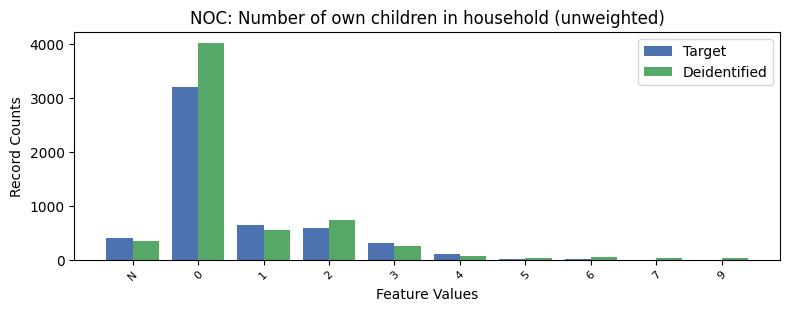 NOC: Number of own children in household (unweighted)
Target
Deidentified
Record Counts
4000
3000
2000
1000
0
N 0 1 2 3 4 5 6 7 9
Feature Values